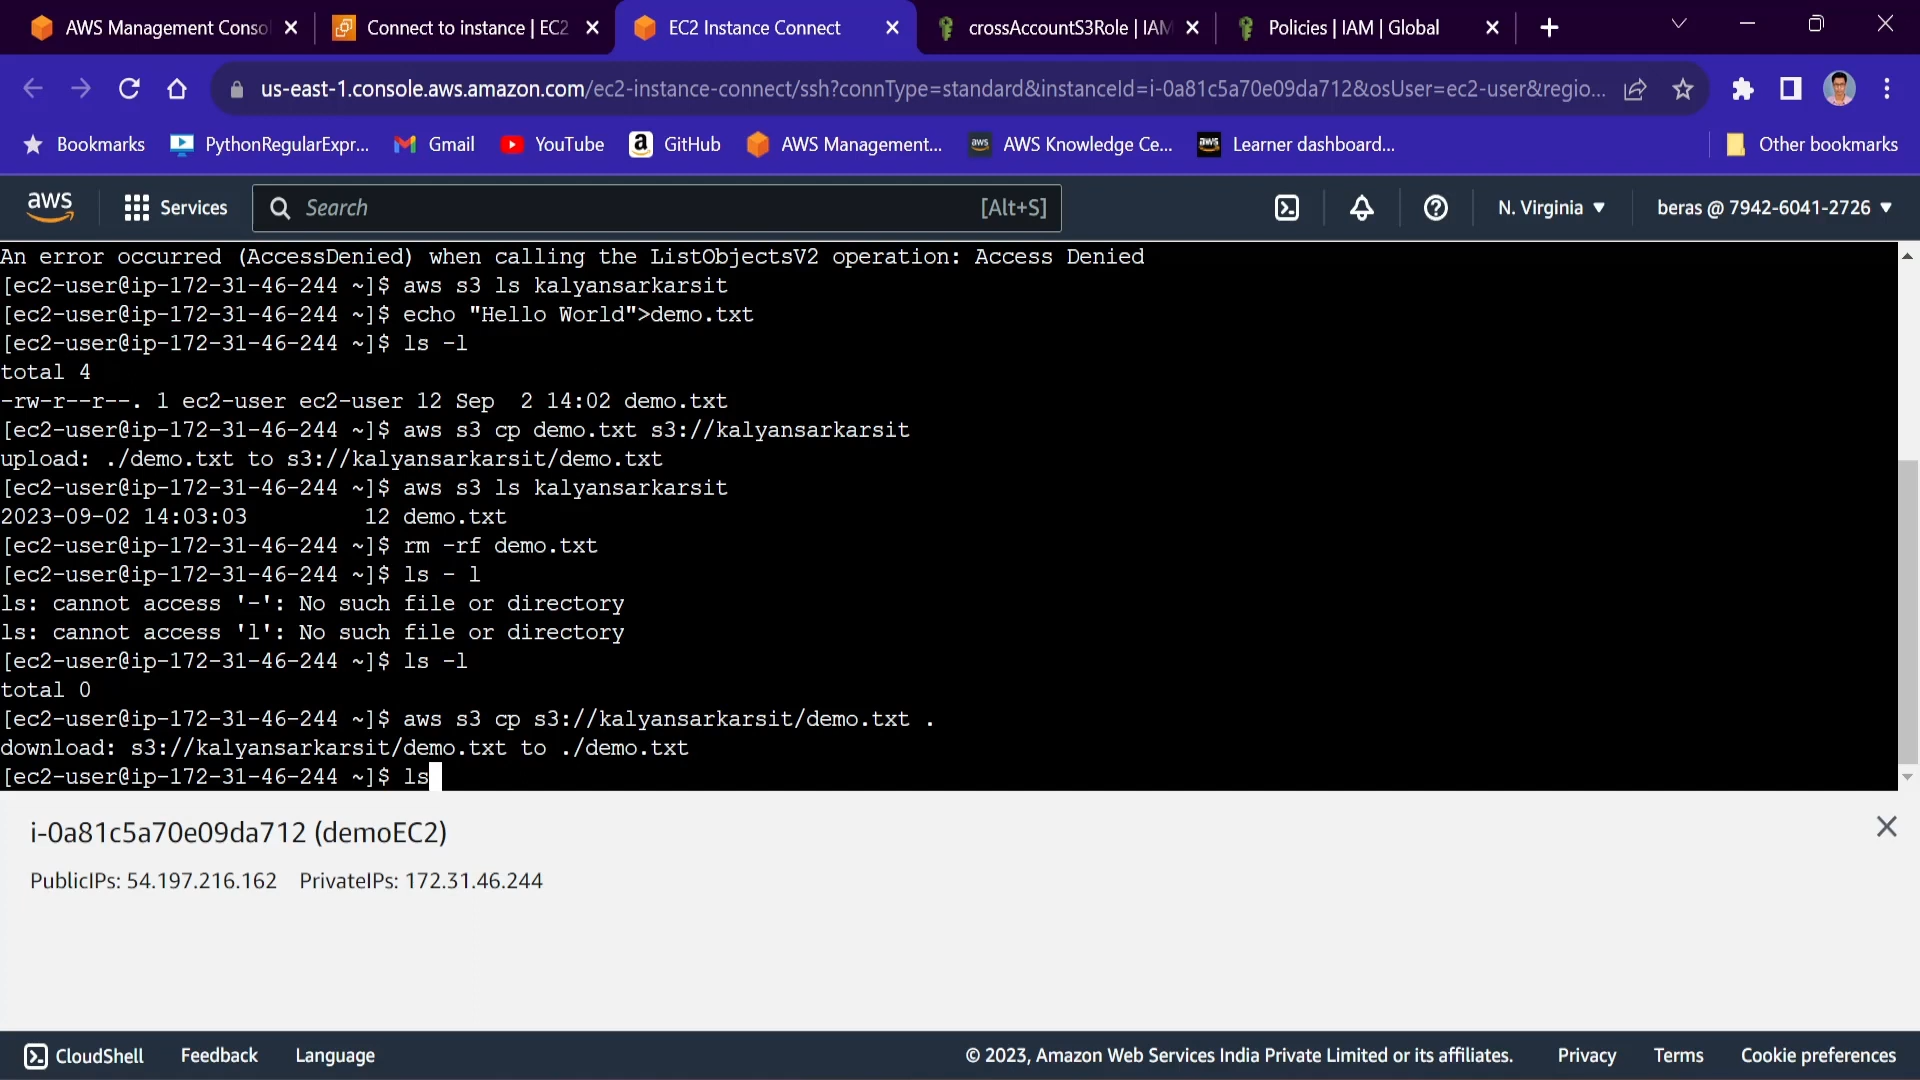 AWS Management Conso
Connect to instance | EC2
EC2 Instance Connect
crossAccountS3Role | IAM
Policies | IAM | Global
us-east-1.console.aws.amazon.com/ec2-instance-connect/ssh?connType=standard&instanceId=i-0a81c5a70e09da712&osUser=ec2-user&regio...
Bookmarks
PythonRegularExpr...
Gmail
YouTube
GitHub
AWS Management...
AWS Knowledge Ce...
Learner dashboard...
Other bookmarks
aws
Services
Search
[Alt+S]
N. Virginia
beras @ 7942-6041-2726
An error occurred (AccessDenied) when calling the ListObjectsV2 operation: Access Denied
[ec2-user@ip-172-31-46-244 ~]$ aws s3 ls kalyansarkarsit
[ec2-user@ip-172-31-46-244 ~]$ echo "Hello World">demo.txt
[ec2-user@ip-172-31-46-244 ~]$ ls -l
total 4
-rw-r--r--. 1 ec2-user ec2-user 12 Sep  2 14:02 demo.txt
[ec2-user@ip-172-31-46-244 ~]$ aws s3 cp demo.txt s3://kalyansarkarsit
upload: ./demo.txt to s3://kalyansarkarsit/demo.txt
[ec2-user@ip-172-31-46-244 ~]$ aws s3 ls kalyansarkarsit
2023-09-02 14:03:03         12 demo.txt
[ec2-user@ip-172-31-46-244 ~]$ rm -rf demo.txt
[ec2-user@ip-172-31-46-244 ~]$ ls - l
ls: cannot access '-': No such file or directory
ls: cannot access 'l': No such file or directory
[ec2-user@ip-172-31-46-244 ~]$ ls -l
total 0
[ec2-user@ip-172-31-46-244 ~]$ aws s3 cp s3://kalyansarkarsit/demo.txt .
download: s3://kalyansarkarsit/demo.txt to ./demo.txt
[ec2-user@ip-172-31-46-244 ~]$ ls
i-0a81c5a70e09da712 (demoEC2)
PublicIPs: 54.197.216.162    PrivateIPs: 172.31.46.244
CloudShell
Feedback
Language
© 2023, Amazon Web Services India Private Limited or its affiliates.
Privacy
Terms
Cookie preferences